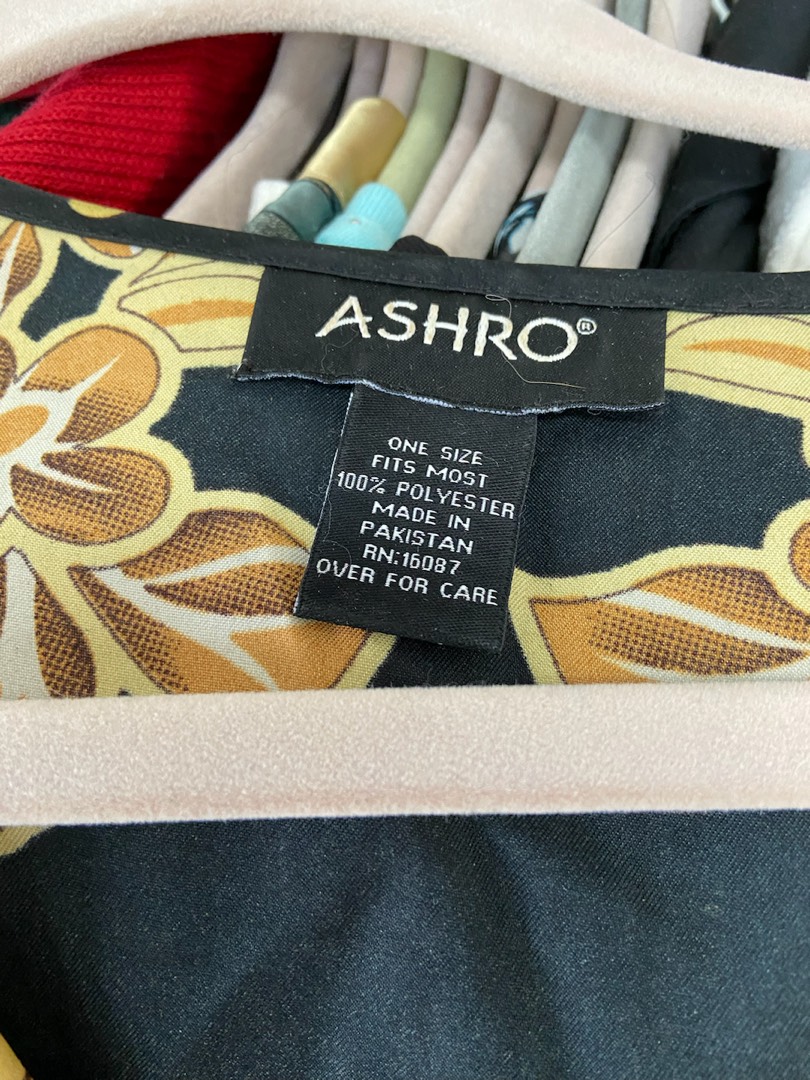 ASHRO®
ONE SIZE
FITS MOST
100% POLYESTER
MADE IN
PAKISTAN
RN:16087
OVER FOR CARE